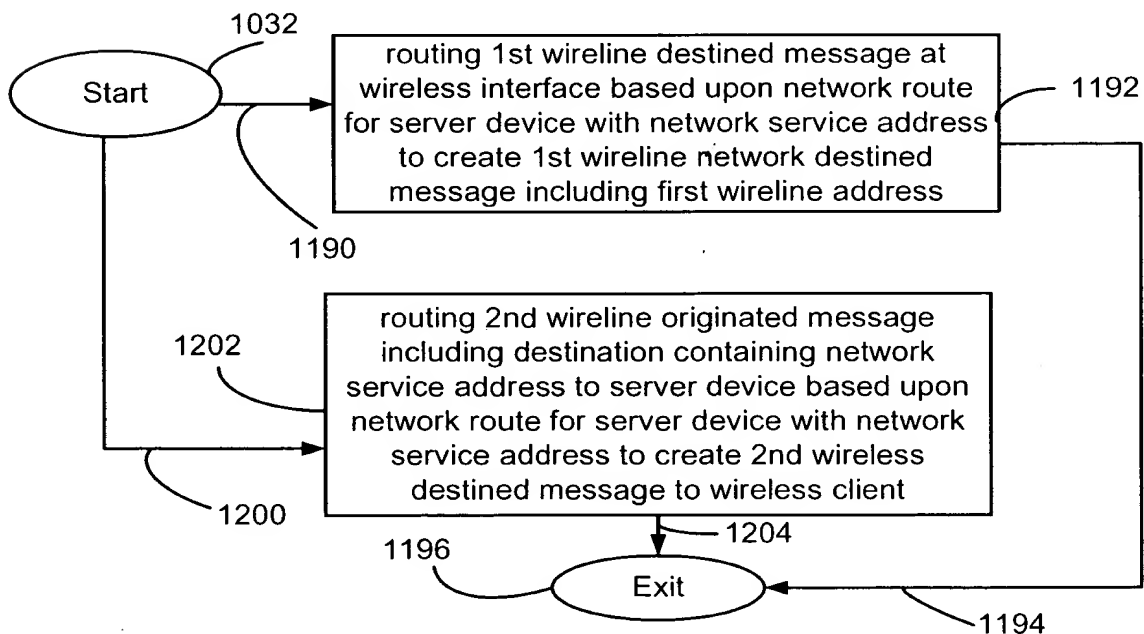 1032
Start
routing 1st wireline destined message at
wireless interface based upon network route
for server device with network service address
to create 1st wireline network destined
message including first wireline address
1192
1190
routing 2nd wireline originated message
including destination containing network
service address to server device based upon
network route for server device with network
service address to create 2nd wireless
destined message to wireless client
1202
1200
1204
1196
Exit
1194